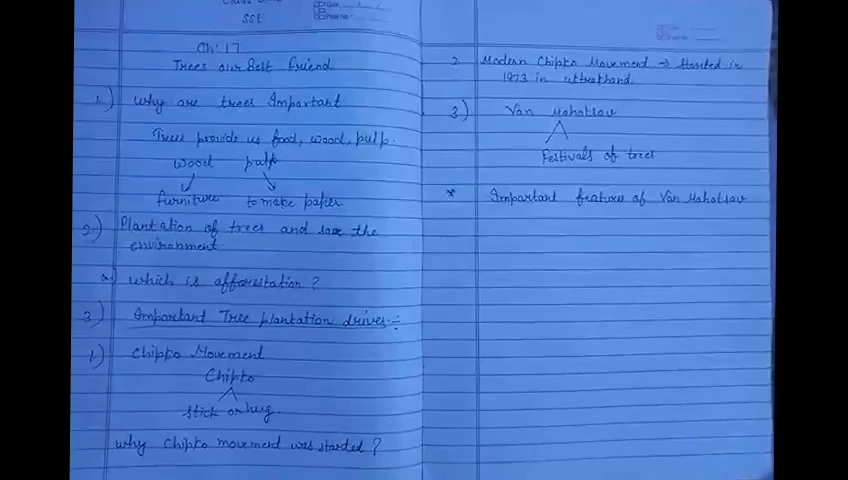 SSt
Ch: 17
Trees our Best friend
1.) why are trees Important
Trees provide us food, wood, pulp.
wood pulp
furniture to make paper
2.) Plantation of trees and save the
environment.
Q.) which is afforestation ?
3.) Important Tree plantation drives :-
1.) Chipko Movement
Chipko
stick or hug.
why Chipko movement was started ?
2 Modern Chipko Movement → Started in
1973 in uttrakhand.
3.) Van Mahotsav
Festivals of trees
* Important feature of Van Mahotsav